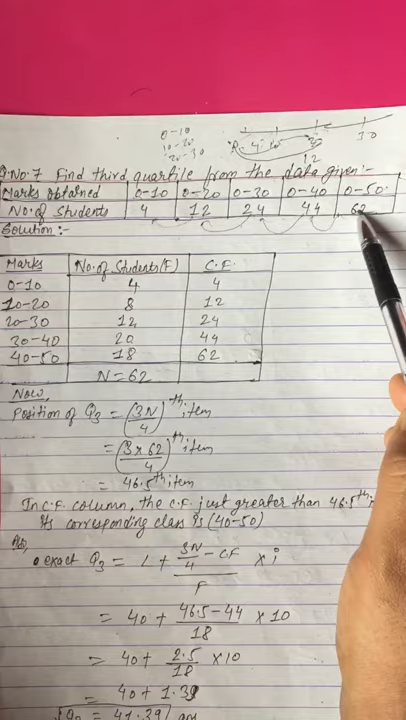 0-10
10-20
20-30
10
12
Q.No.7 Find third quartile from the data given:-
Marks obtained 0-10 0-20 0-30 0-40 0-50
No. of Students 4 12 24 44 62
Solution :-
Marks No. of Students (F) C.F.
0-10 4 4
10-20 8 12
20-30 12 24
30-40 20 44
40-50 18 62
N = 62
Now,
Position of Q3 = (3N/4)th item
= (3×62/4)th item
= 46.5th item
In C.F. column, the C.F. just greater than 46.5th
Its corresponding class is (40-50)
exact Q3 = l + (3N/4 - CF)/F × i
= 40 + (46.5-44)/18 × 10
= 40 + 2.5/18 × 10
= 40 + 1.39
Q3 = 41.39